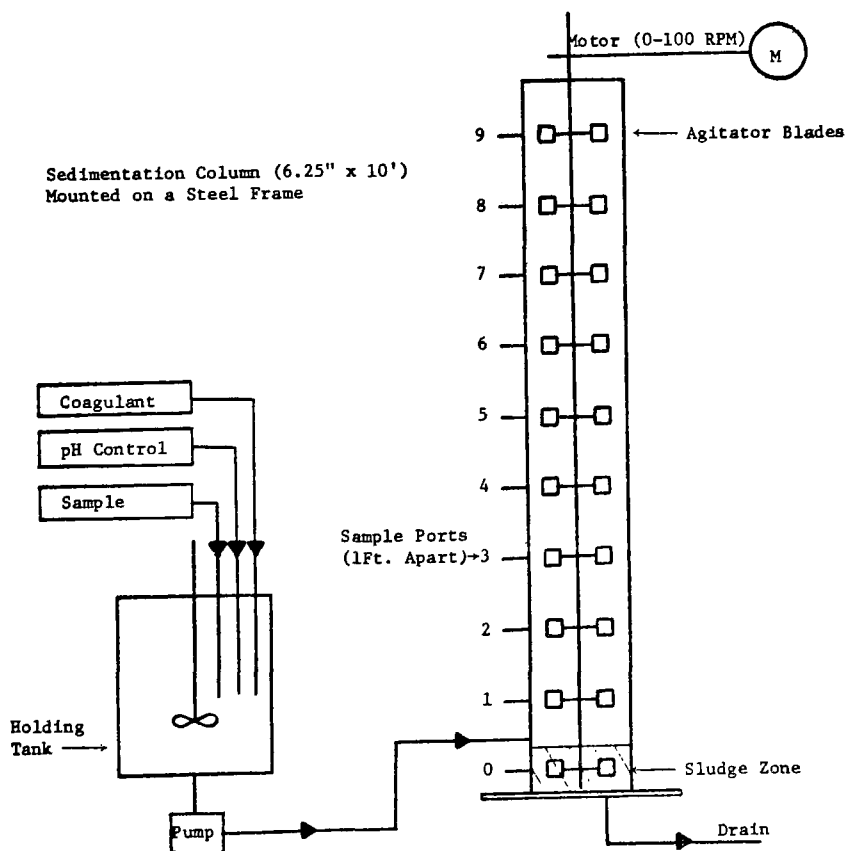 Motor (0-100 RPM)
M
9
Agitator Blades
Sedimentation Column (6.25" x 10')
Mounted on a Steel Frame
8
7
6
Coagulant
5
pH Control
4
Sample
Sample Ports
(1Ft. Apart)→3
2
1
Holding
Tank
0
Sludge Zone
Pump
Drain